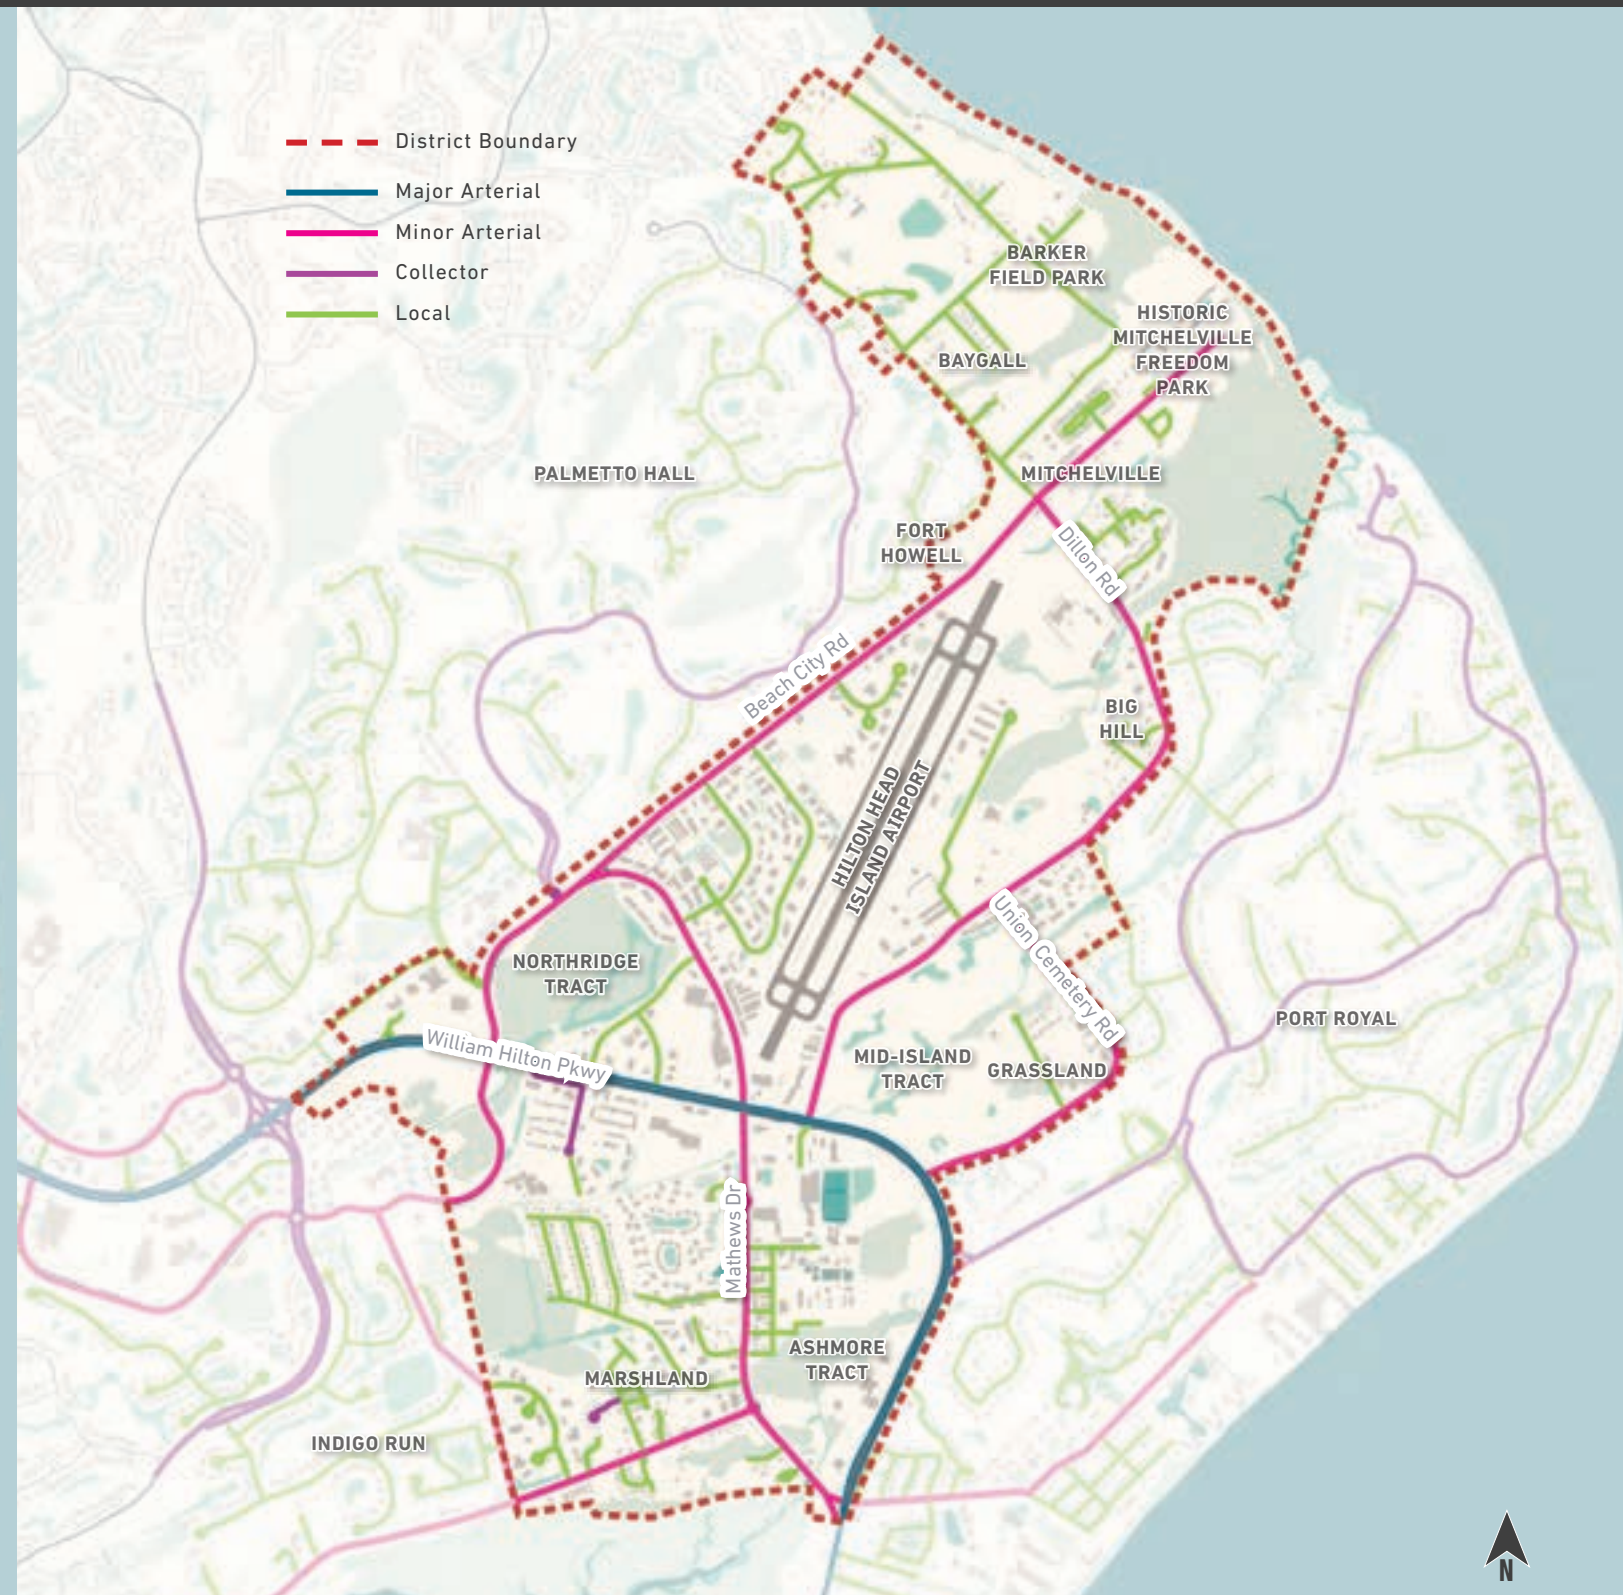 District Boundary
Major Arterial
Minor Arterial
Collector
Local
BARKER
FIELD PARK
HISTORIC
MITCHELVILLE
FREEDOM
PARK
BAYGALL
PALMETTO HALL
MITCHELVILLE
FORT
HOWELL
Dillon Rd
Beach City Rd
BIG
HILL
HILTON HEAD
ISLAND AIRPORT
Union Cemetery Rd
NORTHRIDGE
TRACT
PORT ROYAL
William Hilton Pkwy
MID-ISLAND
TRACT
GRASSLAND
Mathews Dr
ASHMORE
TRACT
MARSHLAND
INDIGO RUN
N